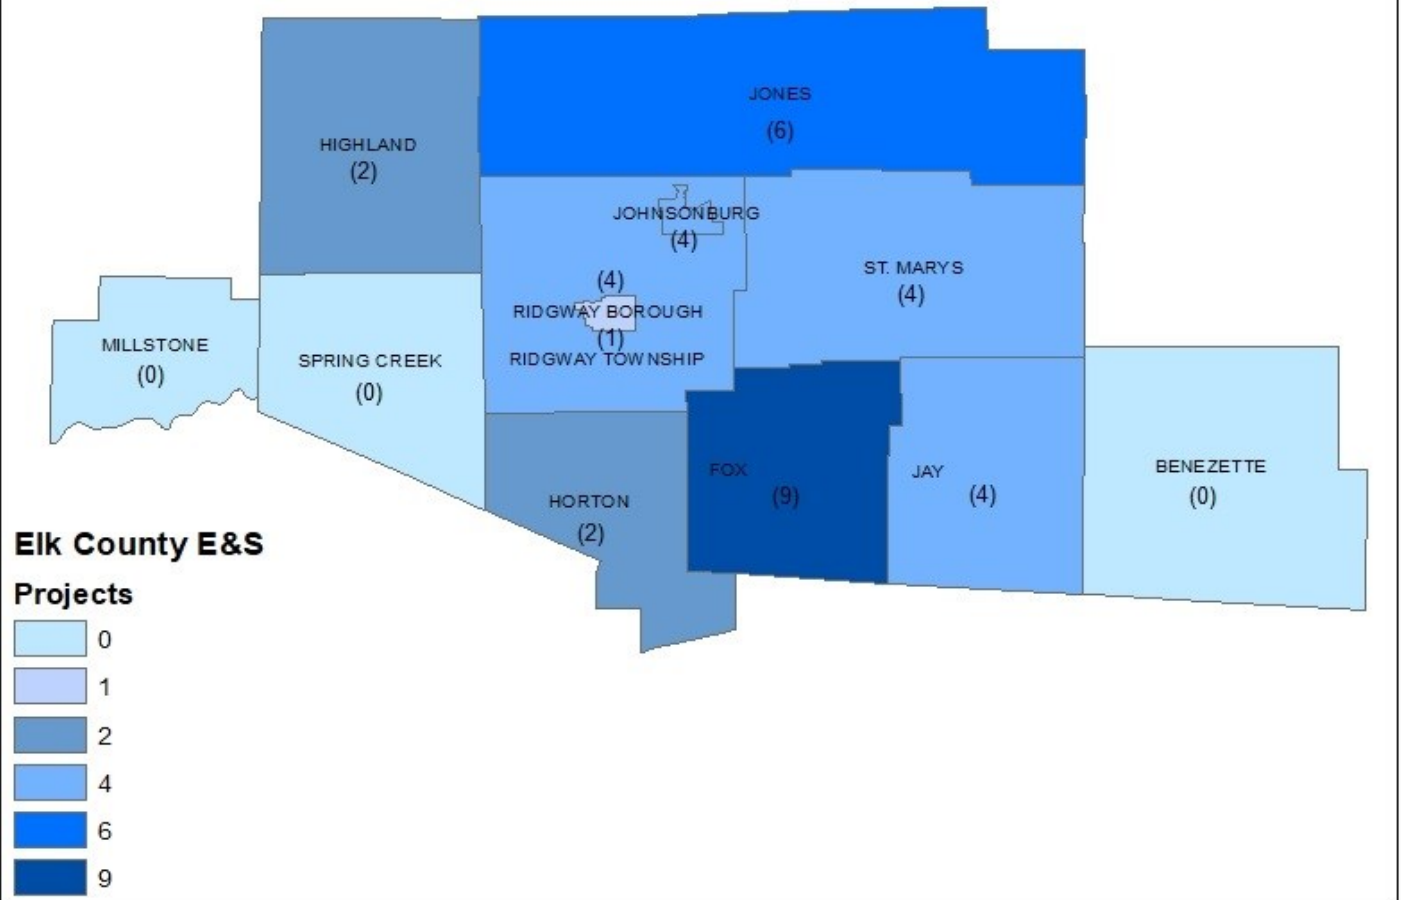 JONES
(6)
HIGHLAND
(2)
JOHNSONBURG
(4)
ST. MARYS
(4)
(4)
RIDGWAY BOROUGH
(1)
RIDGWAY TOWNSHIP
MILLSTONE
(0)
SPRING CREEK
(0)
FOX
(9)
JAY
(4)
BENEZETTE
(0)
HORTON
(2)
Elk County E&S
Projects
0
1
2
4
6
9